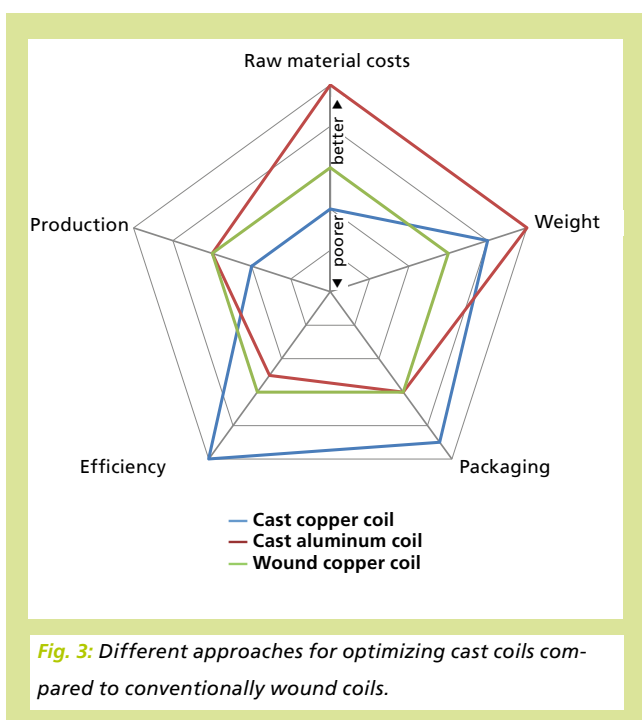 Raw material costs
better
poorer
Production
Weight
Efficiency
Packaging
Cast copper coil
Cast aluminum coil
Wound copper coil
Fig. 3: Different approaches for optimizing cast coils com-
pared to conventionally wound coils.